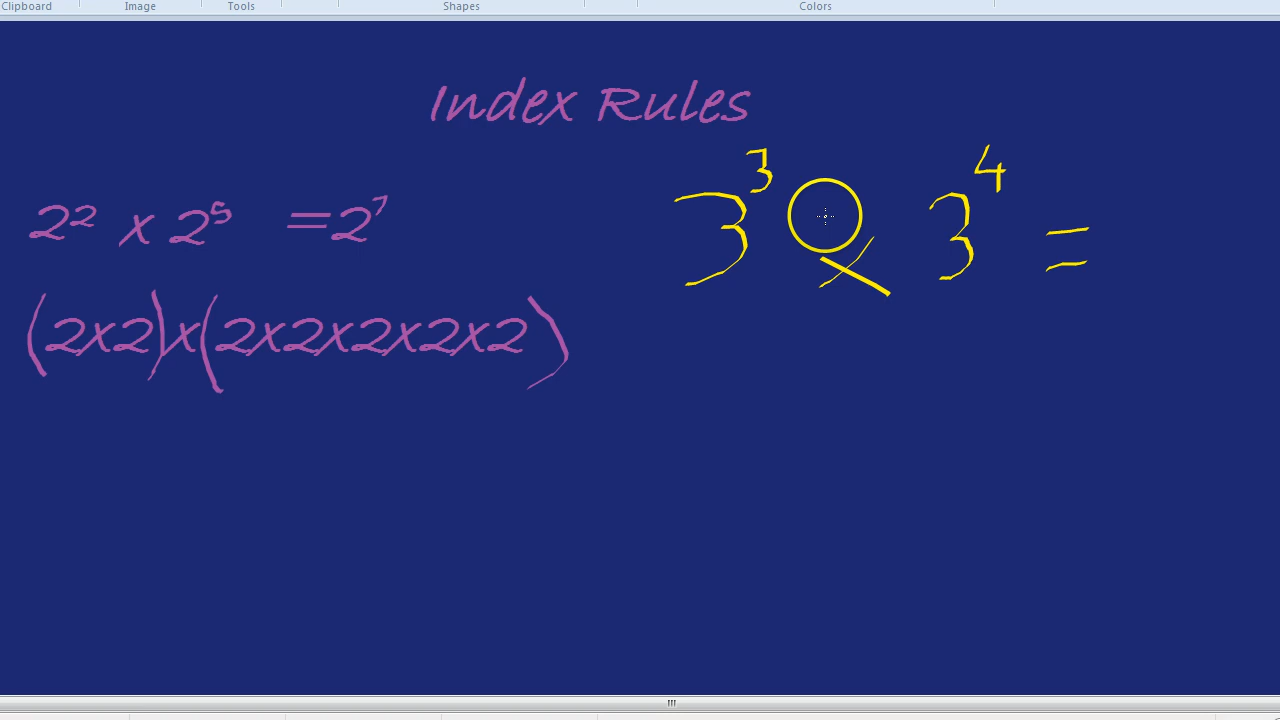 Clipboard Image Tools Shapes Colors
Index Rules
2² x 2⁵ =2⁷
(2x2)x(2x2x2x2x2)
3³ x 3⁴ =